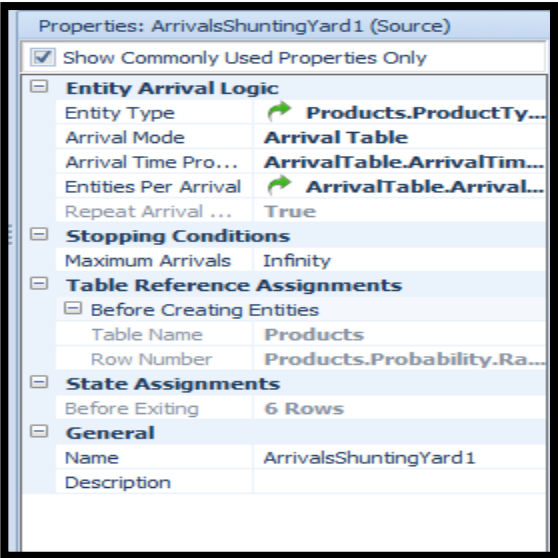 Properties: ArrivalsShuntingYard1 (Source)
Show Commonly Used Properties Only
Entity Arrival Logic
Entity Type Products.ProductTy...
Arrival Mode Arrival Table
Arrival Time Pro... ArrivalTable.ArrivalTim...
Entities Per Arrival ArrivalTable.Arrival...
Repeat Arrival ... True
Stopping Conditions
Maximum Arrivals Infinity
Table Reference Assignments
Before Creating Entities
Table Name Products
Row Number Products.Probability.Ra...
State Assignments
Before Exiting 6 Rows
General
Name ArrivalsShuntingYard1
Description